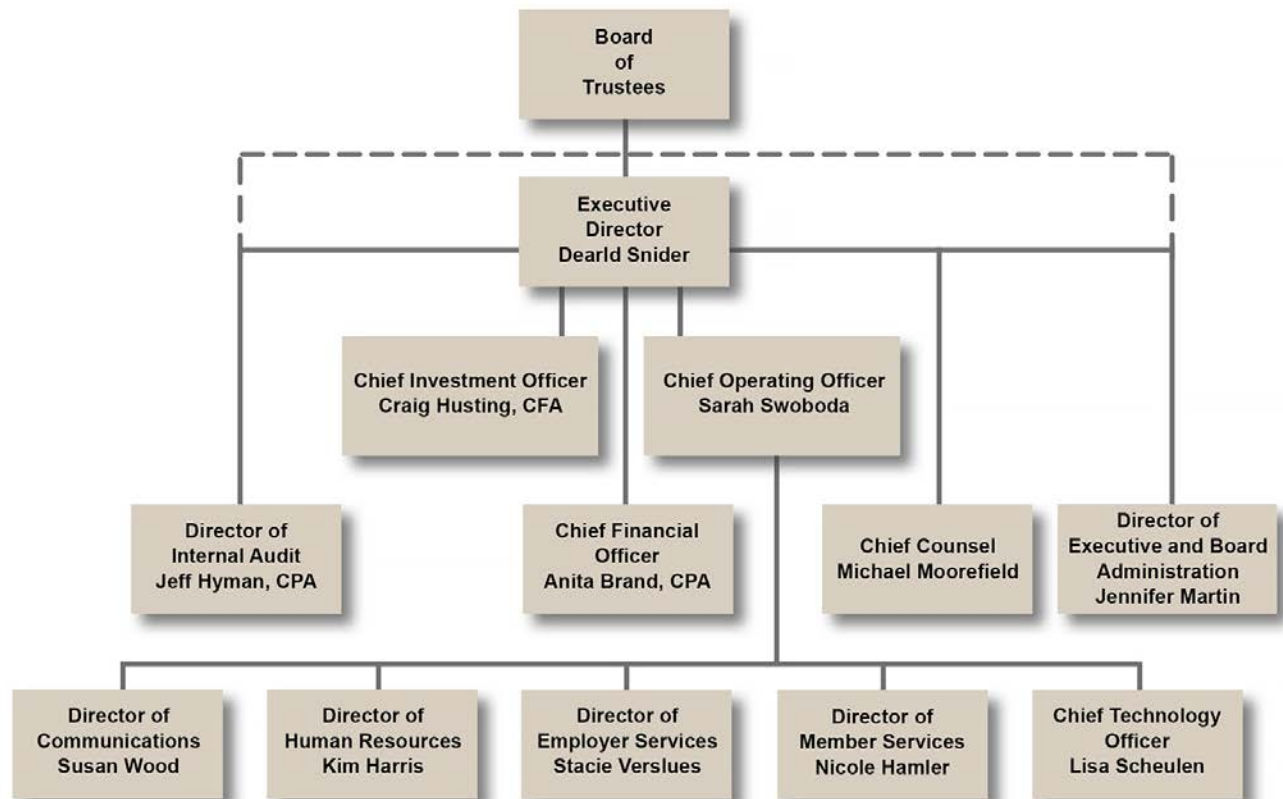 Board
of
Trustees
Executive
Director
Dearld Snider
Chief Investment Officer
Craig Husting, CFA
Chief Operating Officer
Sarah Swoboda
Director of
Internal Audit
Jeff Hyman, CPA
Chief Financial
Officer
Anita Brand, CPA
Chief Counsel
Michael Moorefield
Director of
Executive and Board
Administration
Jennifer Martin
Director of
Communications
Susan Wood
Director of
Human Resources
Kim Harris
Director of
Employer Services
Stacie Verslues
Director of
Member Services
Nicole Hamler
Chief Technology
Officer
Lisa Scheulen